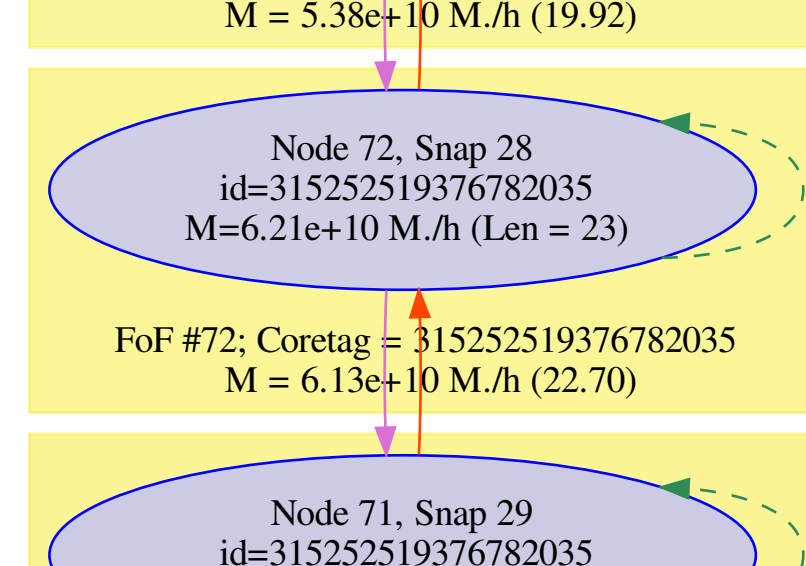 M = 5.38e+10 M./h (19.92)
Node 72, Snap 28
id=315252519376782035
M=6.21e+10 M./h (Len = 23)
FoF #72; Coretag = 315252519376782035
M = 6.13e+10 M./h (22.70)
Node 71, Snap 29
id=315252519376782035